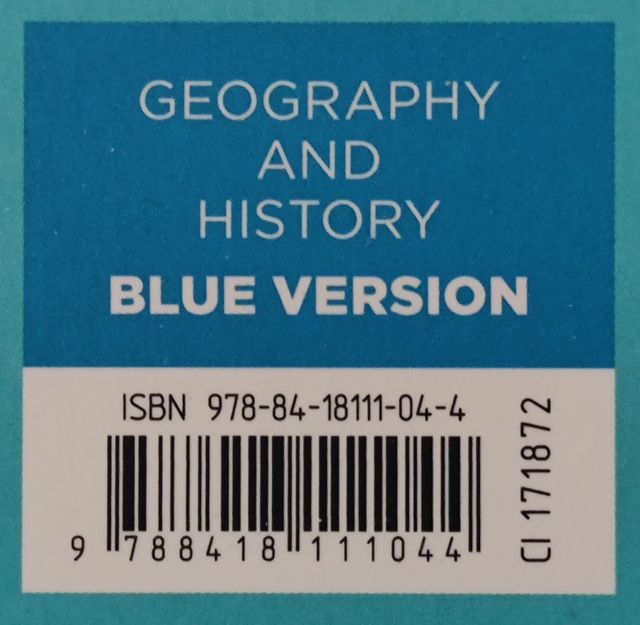 GEOGRAPHY
AND
HISTORY
BLUE VERSION
ISBN 978-84-18111-04-4
9 788418 111044
CI 171872